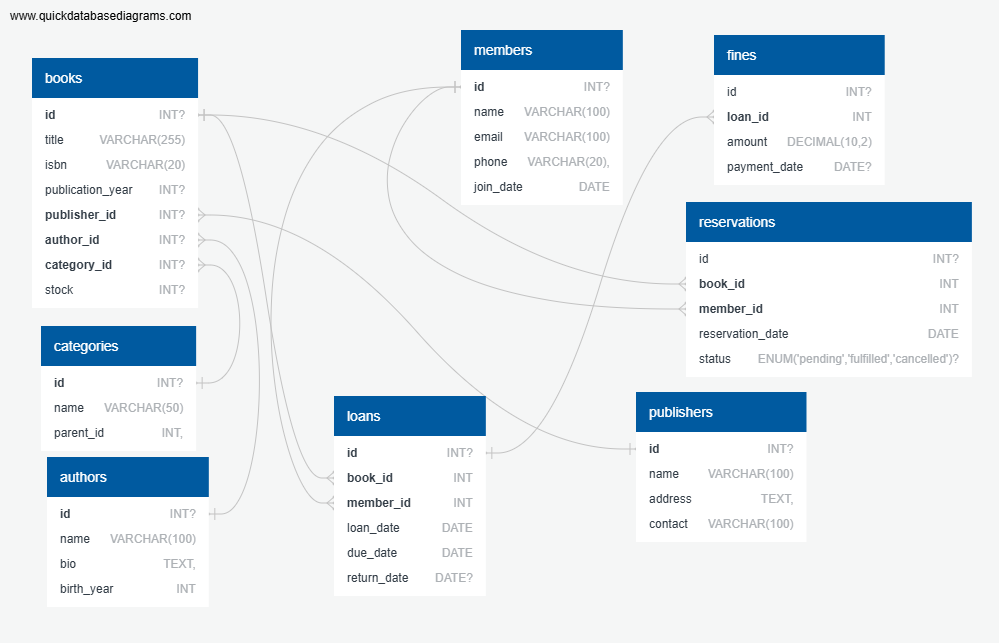 www.quickdatabasediagrams.com
books
id INT?
title VARCHAR(255)
isbn VARCHAR(20)
publication_year INT?
publisher_id INT?
author_id INT?
category_id INT?
stock INT?
categories
id INT?
name VARCHAR(50)
parent_id INT,
authors
id INT?
name VARCHAR(100)
bio TEXT,
birth_year INT
members
id INT?
name VARCHAR(100)
email VARCHAR(100)
phone VARCHAR(20),
join_date DATE
loans
id INT?
book_id INT
member_id INT
loan_date DATE
due_date DATE
return_date DATE?
fines
id INT?
loan_id INT
amount DECIMAL(10,2)
payment_date DATE?
reservations
id INT?
book_id INT
member_id INT
reservation_date DATE
status ENUM('pending','fulfilled','cancelled')?
publishers
id INT?
name VARCHAR(100)
address TEXT,
contact VARCHAR(100)